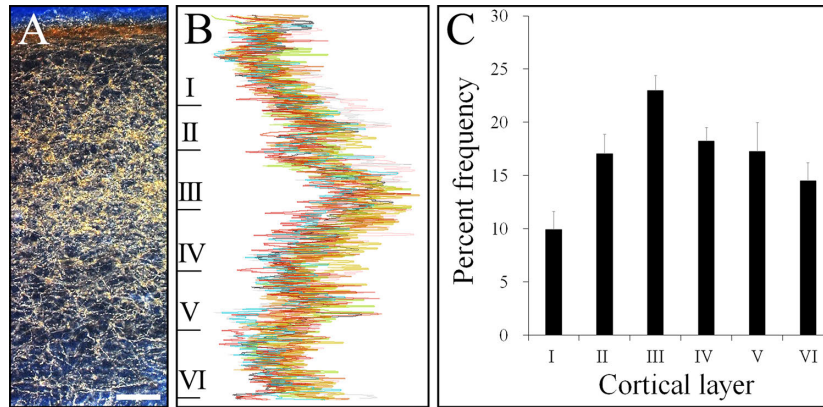 A
B
I
II
III
IV
V
VI
C
30
25
20
15
10
5
0
Percent frequency
I II III IV V VI
Cortical layer